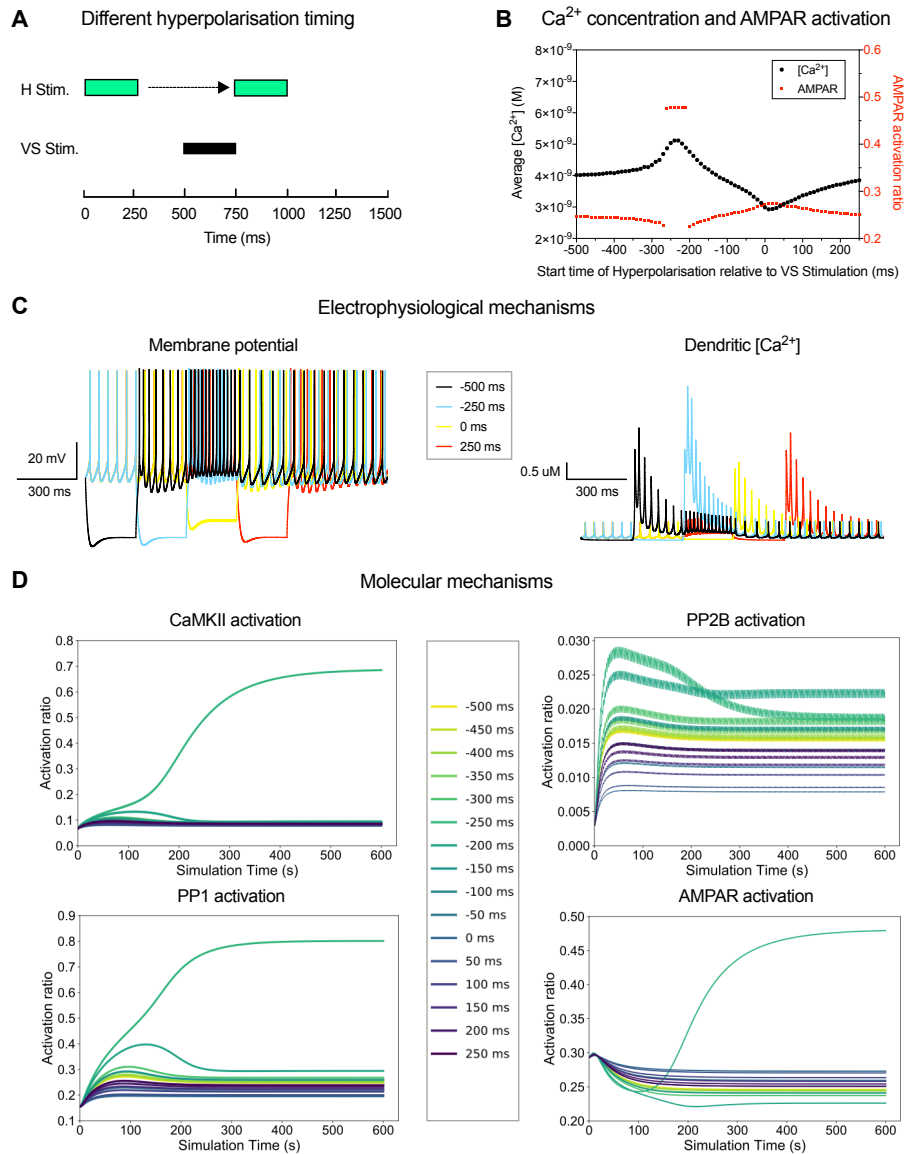 A Different hyperpolarisation timing
H Stim.
VS Stim.
0 250 500 750 1000 1500
Time (ms)
B Ca²⁺ concentration and AMPAR activation
8×10⁻⁹
7×10⁻⁹
6×10⁻⁹
5×10⁻⁹
4×10⁻⁹
3×10⁻⁹
2×10⁻⁹
Average [Ca²⁺] (M)
[Ca²⁺]
AMPAR
0.6
0.5
0.4
0.3
0.2
AMPAR activation ratio
-500 -400 -300 -200 -100 0 100 200
Start time of Hyperpolarisation relative to VS Stimulation (ms)
C Electrophysiological mechanisms
Membrane potential
20 mV
300 ms
-500 ms
-250 ms
0 ms
250 ms
Dendritic [Ca²⁺]
0.5 uM
300 ms
D Molecular mechanisms
CaMKII activation
0.8
0.7
0.6
0.5
0.4
0.3
0.2
0.1
0.0
Activation ratio
0 100 200 300 400 500 600
Simulation Time (s)
-500 ms
-450 ms
-400 ms
-350 ms
-300 ms
-250 ms
-200 ms
-150 ms
-100 ms
-50 ms
0 ms
50 ms
100 ms
150 ms
200 ms
250 ms
PP2B activation
0.030
0.025
0.020
0.015
0.010
0.005
0.000
Activation ratio
0 100 200 300 400 500 600
Simulation Time (s)
PP1 activation
0.9
0.8
0.7
0.6
0.5
0.4
0.3
0.2
0.1
Activation ratio
0 100 200 300 400 500 600
Simulation Time (s)
AMPAR activation
0.50
0.45
0.40
0.35
0.30
0.25
0.20
Activation ratio
0 100 200 300 400 500 600
Simulation Time (s)